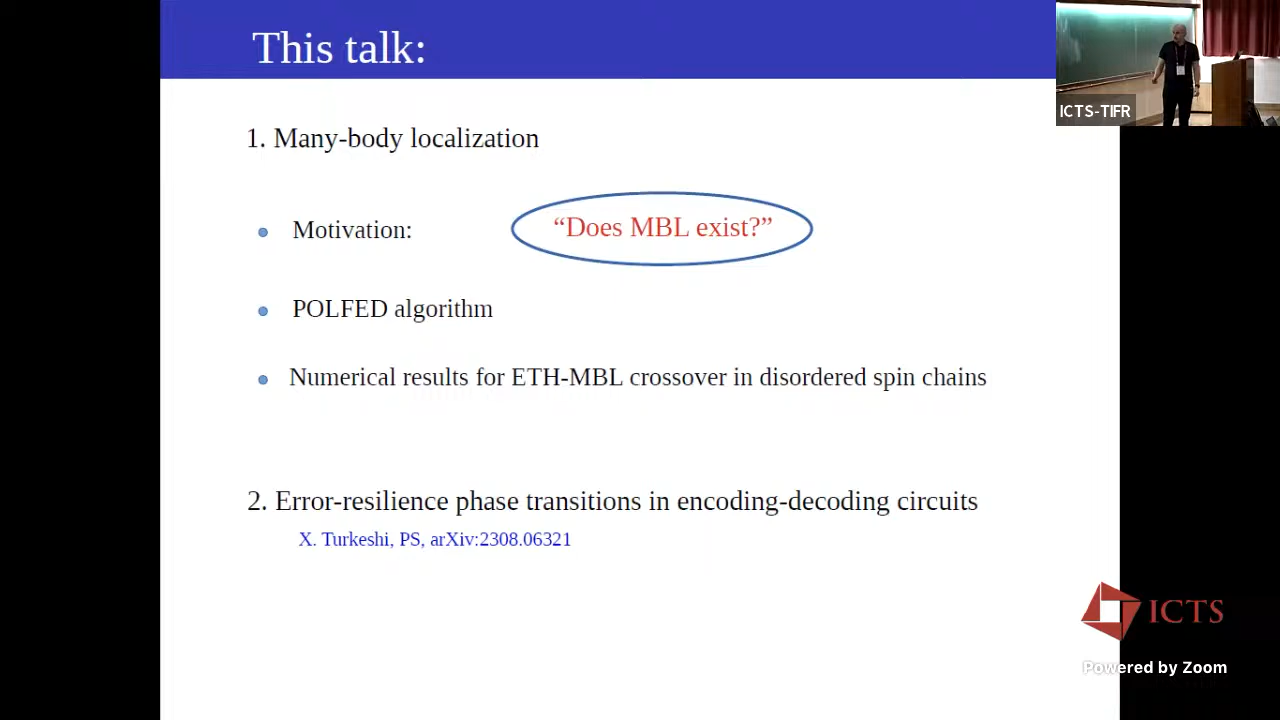 This talk:
ICTS-TIFR
1. Many-body localization
Motivation:
“Does MBL exist?”
POLFED algorithm
Numerical results for ETH-MBL crossover in disordered spin chains
2. Error-resilience phase transitions in encoding-decoding circuits
X. Turkeshi, PS, arXiv:2308.06321
ICTS
Powered by Zoom